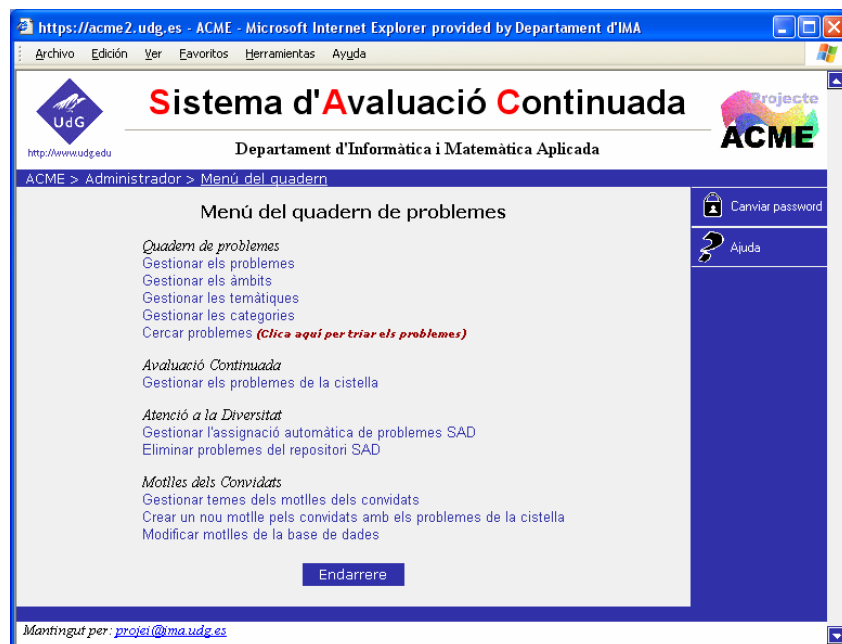 https://acme2.udg.es - ACME - Microsoft Internet Explorer provided by Departament d'IMA
Archivo Edición Ver Favoritos Herramientas Ayuda
UdG
http://www.udg.edu
Sistema d'Avaluació Continuada
Departament d'Informàtica i Matemàtica Aplicada
Projecte
ACME
ACME > Administrador > Menú del quadern
Menú del quadern de problemes
Canviar password
Ajuda
Quadern de problemes
Gestionar els problemes
Gestionar els àmbits
Gestionar les temàtiques
Gestionar les categories
Cercar problemes (Clica aquí per triar els problemes)
Avaluació Continuada
Gestionar els problemes de la cistella
Atenció a la Diversitat
Gestionar l'assignació automàtica de problemes SAD
Eliminar problemes del repositori SAD
Motlles dels Convidats
Gestionar temes dels motlles dels convidats
Crear un nou motlle pels convidats amb els problemes de la cistella
Modificar motlles de la base de dades
Endarrere
Mantingut per: projei@ima.udg.es